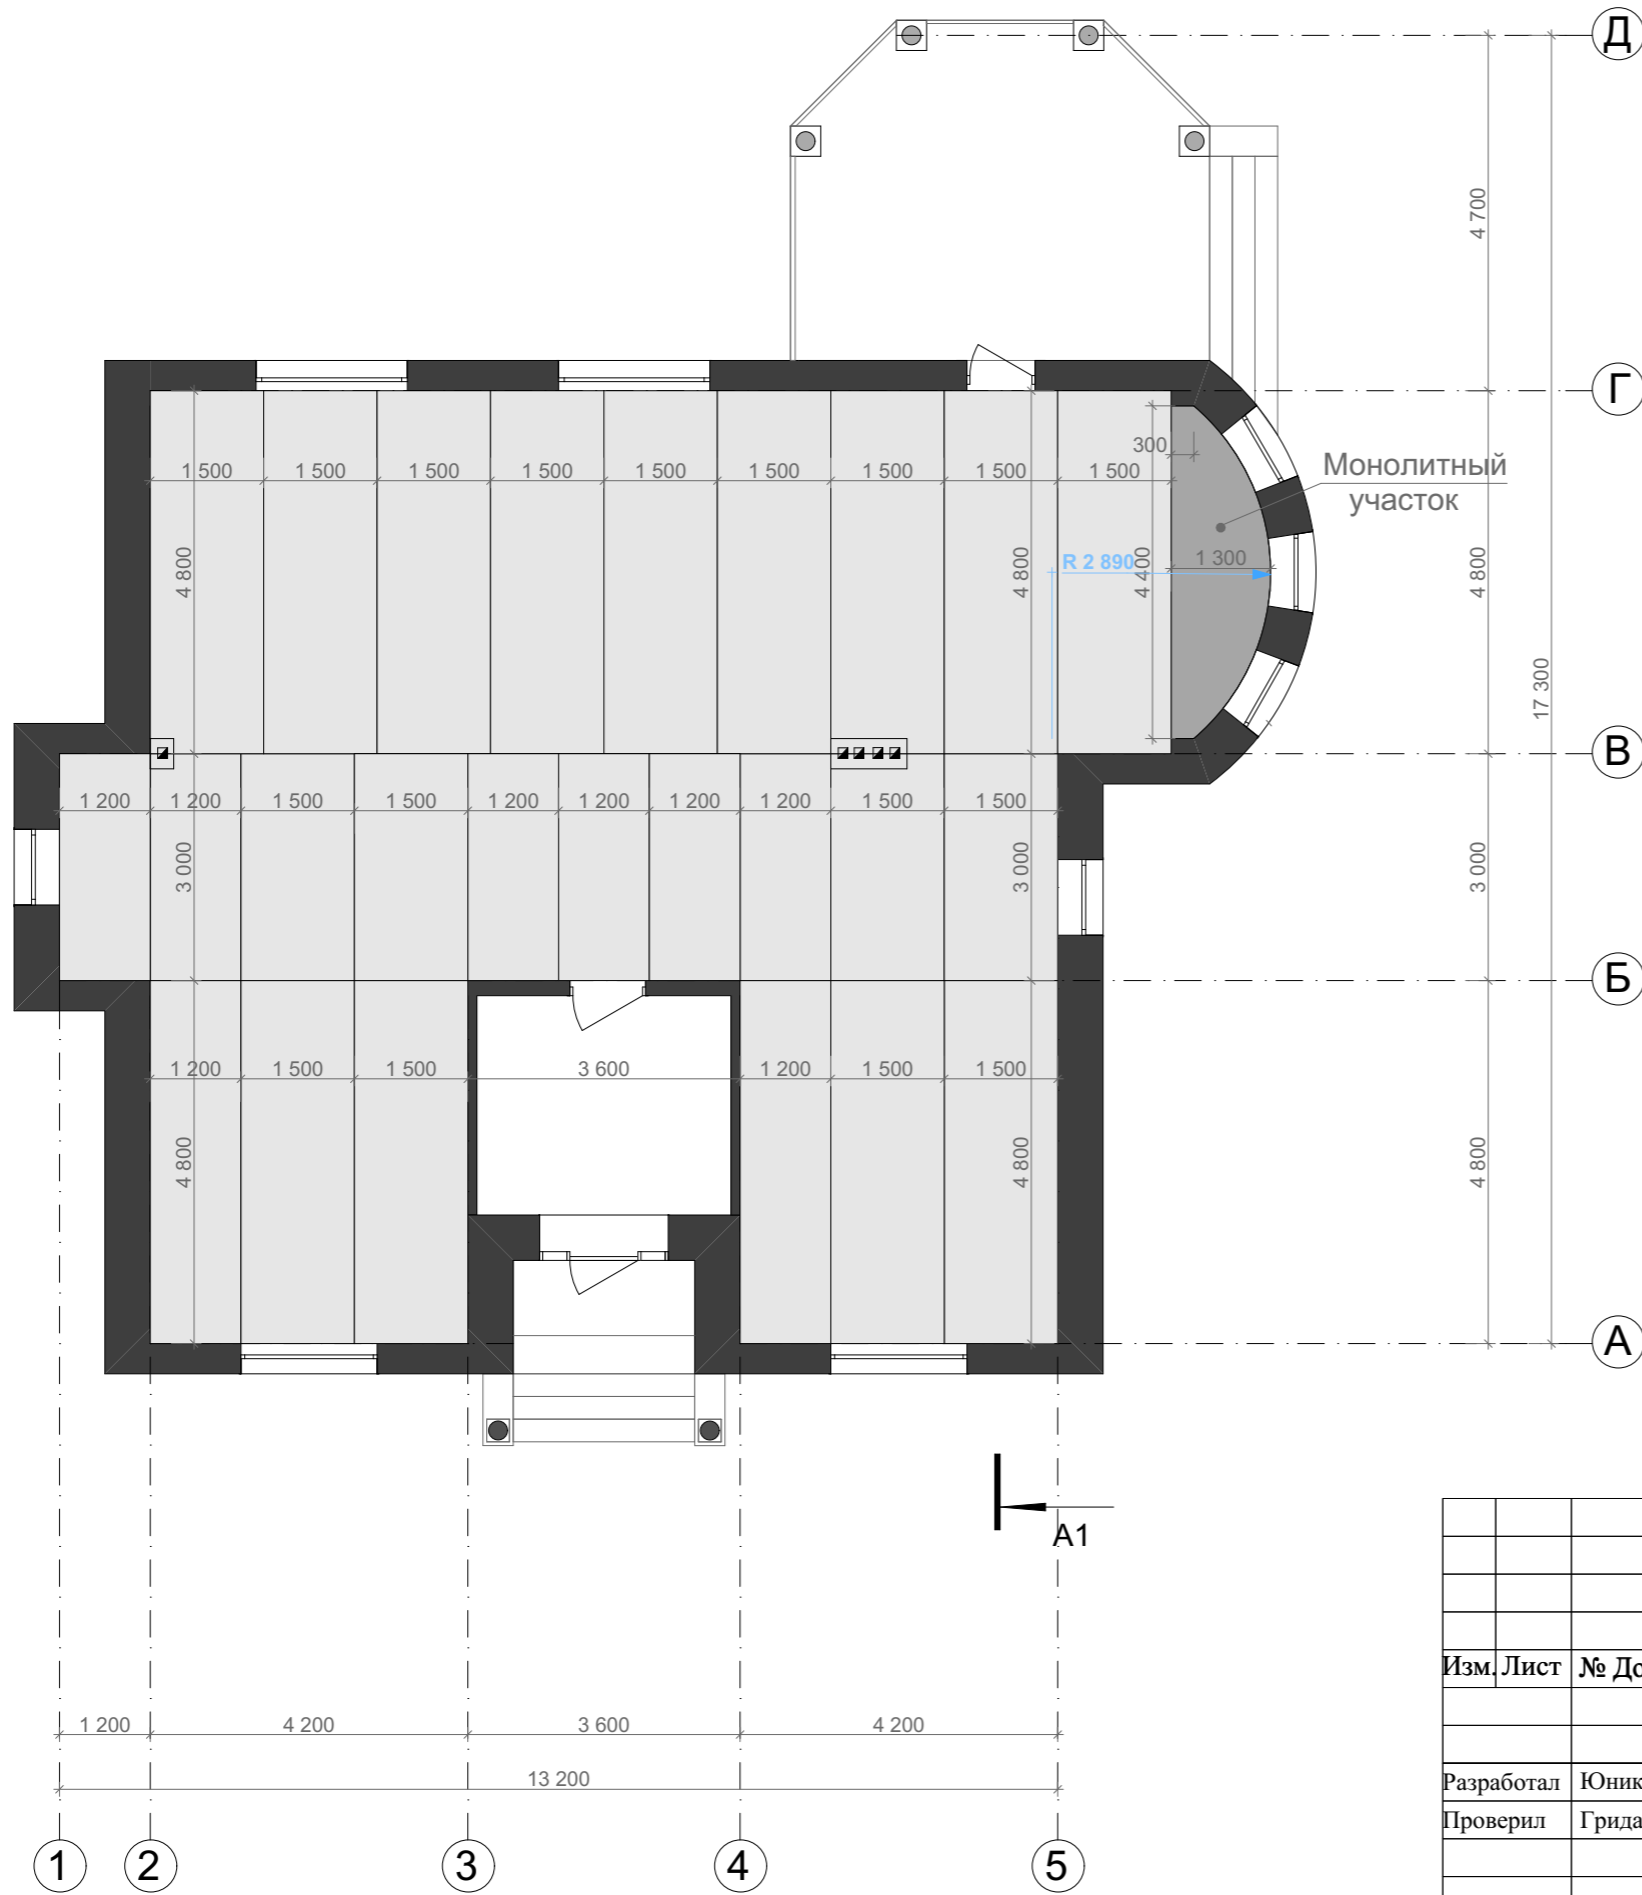 Д
4 700
Г
300
1 500 1 500 1 500 1 500 1 500 1 500 1 500 1 500 1 500
Монолитный
участок
4 800 4 800 R 2 890 4 400 1 300 4 800
17 300
В
1 200 1 200 1 500 1 500 1 200 1 200 1 200 1 200 1 500 1 500
3 000 3 000 3 000
Б
1 200 1 500 1 500 3 600 1 200 1 500 1 500
4 800 4 800 4 800
А
А1
Изм. Лист
1 200 4 200 3 600 4 200
13 200
Разработал
Проверил
1 2 3 4 5